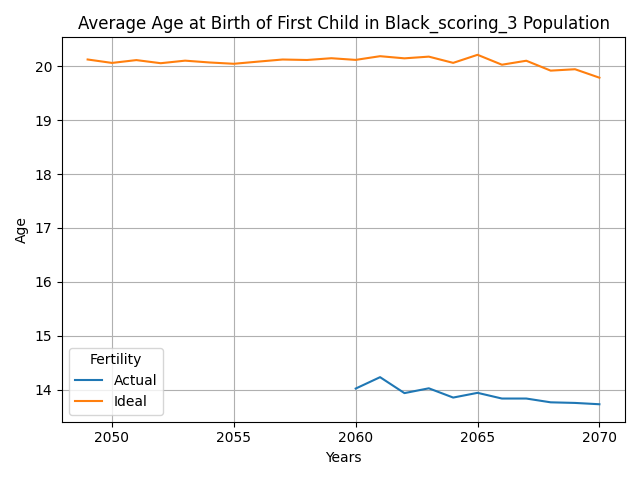 Average Age at Birth of First Child in Black_scoring_3 Population
Age
20
19
18
17
16
15
14
Fertility
Actual
Ideal
2050 2055 2060 2065 2070
Years